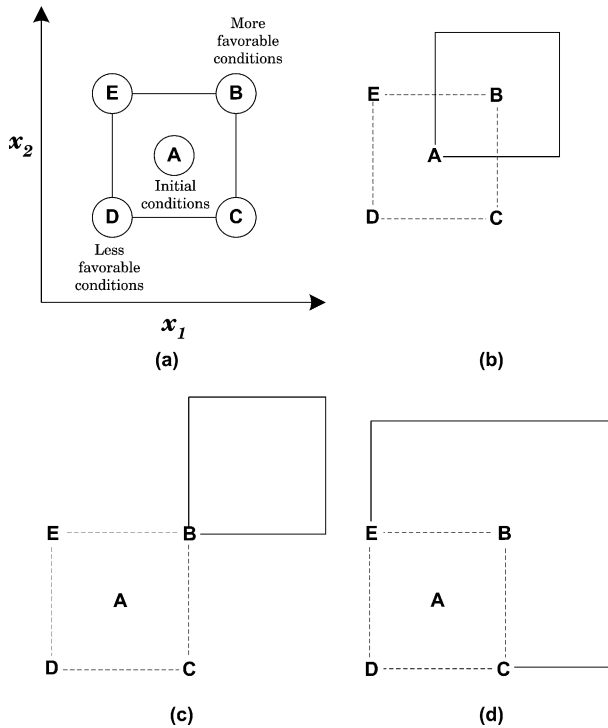 More
favorable
conditions
E
B
x2
A
Initial
conditions
D
C
Less
favorable
conditions
x1
(a)
E
B
A
D
C
(b)
E
B
A
D
C
(c)
E
B
A
D
C
(d)